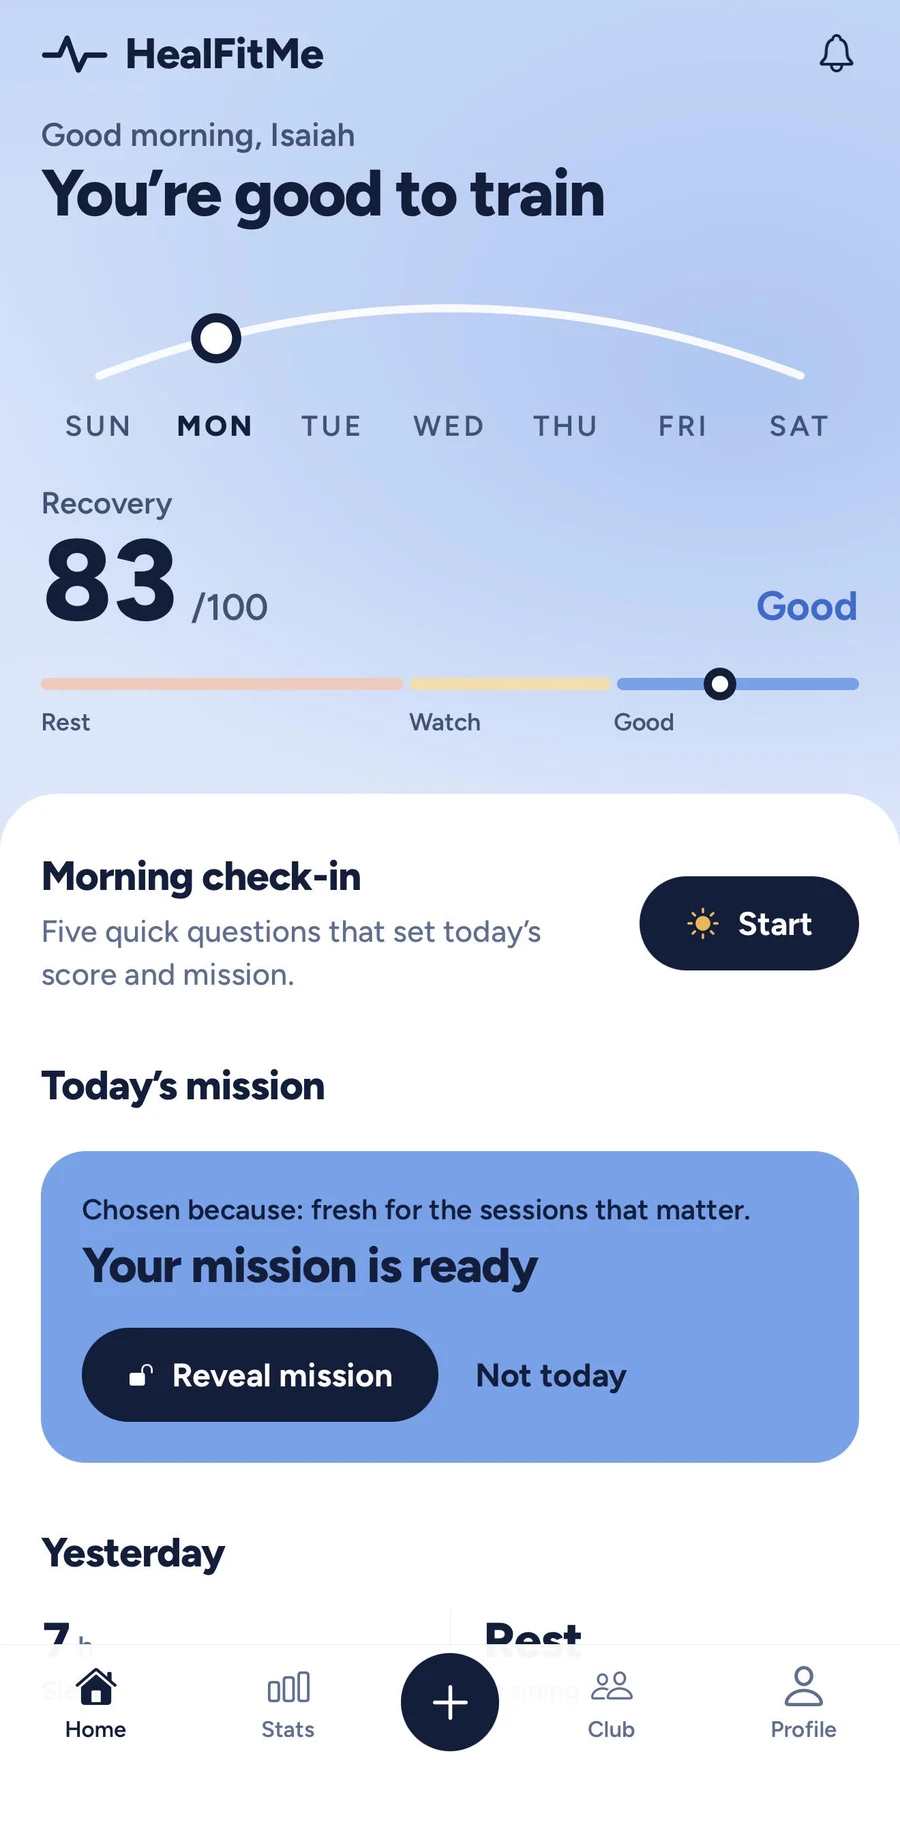 HealFitMe
Good morning, Isaiah
You’re good to train
SUN MON TUE WED THU FRI SAT
Recovery
83 /100
Good
Rest Watch Good
Morning check-in
Five quick questions that set today’s
score and mission.
Start
Today’s mission
Chosen because: fresh for the sessions that matter.
Your mission is ready
Reveal mission
Not today
Yesterday
7 h
Rest
Home Stats Club Profile